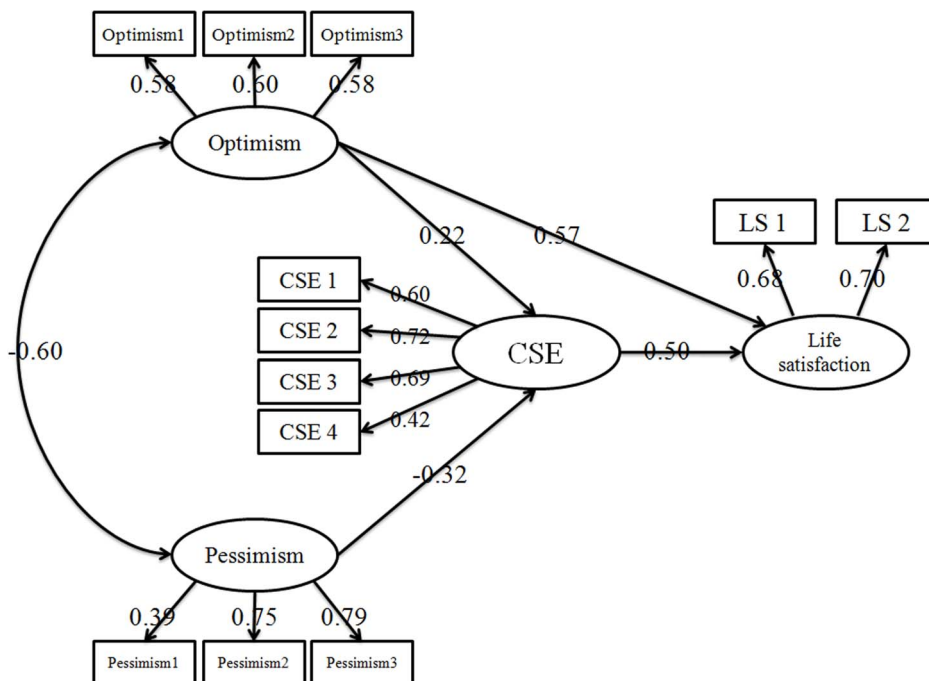 Optimism1
Optimism2
Optimism3
0.58
0.60
0.58
Optimism
0.22
0.57
LS 1
LS 2
0.68
0.70
CSE 1
CSE 2
CSE 3
CSE 4
0.60
0.72
0.69
0.42
CSE
0.50
Life
satisfaction
-0.60
-0.32
Pessimism
0.39
0.75
0.79
Pessimism1
Pessimism2
Pessimism3